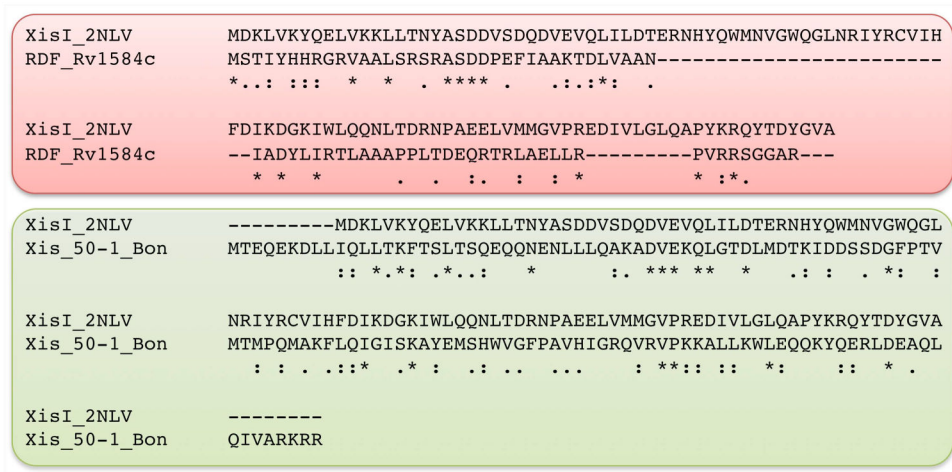 XisI_2NLV MDKLVKYQELVKKLLTNYASDDVSDQDVEVQLILDTERNHYQWMNVGWQGLNRIYRCVIH
RDF_Rv1584c MSTIYHHRGRVAALSRSRASDDPEFIAAKTDLVAAN------------------------
*..: ::: * * . **** . .:.:*: .
XisI_2NLV FDIKDGKIWLQQNLTDRNPAEELVMMGVPREDIVLGLQAPYKRQYTDYGVA
RDF_Rv1584c --IADYLIRTLAAAPPLTDEQRTRLAELLR---------PVRRSGGAR---
* * * . . :. : : * * :*.
XisI_2NLV ---------MDKLVKYQELVKKLLTNYASDDVSDQDVEVQLILDTERNHYQWMNVGWQGL
Xis_50-1_Bon MTEQEKDLLIQLLTKFTSLTSQEQQNENLLLQAKADVEKQLGTDLMDTKIDDSSDGFPTV
:: *.*: .*..: * :. *** ** * .: : . *: :
XisI_2NLV NRIYRCVIHFDIKDGKIWLQQNLTDRNPAEELVMMGVPREDIVLGLQAPYKRQYTDYGVA
Xis_50-1_Bon MTMPQMAKFLQIGISKAYEMSHWVGFPAVHIGRQVRVPKKALLKWLEQQKYQERLDEAQL
: : . .::* .* : .: .. ... : **:: :: *: :: * .
XisI_2NLV --------
Xis_50-1_Bon QIVARKRR